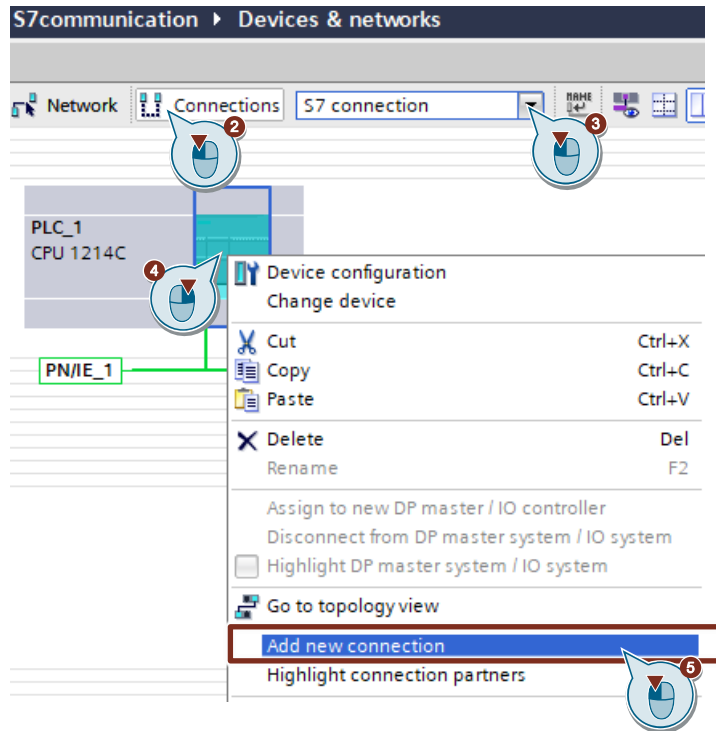 S7communication ▸ Devices & networks
Network Connections S7 connection NAME
2
3
PLC_1
CPU 1214C
4
Device configuration
Change device
Cut Ctrl+X
PN/IE_1
Copy Ctrl+C
Paste Ctrl+V
Delete Del
Rename F2
Assign to new DP master / IO controller
Disconnect from DP master system / IO system
Highlight DP master system / IO system
Go to topology view
Add new connection
5
Highlight connection partners